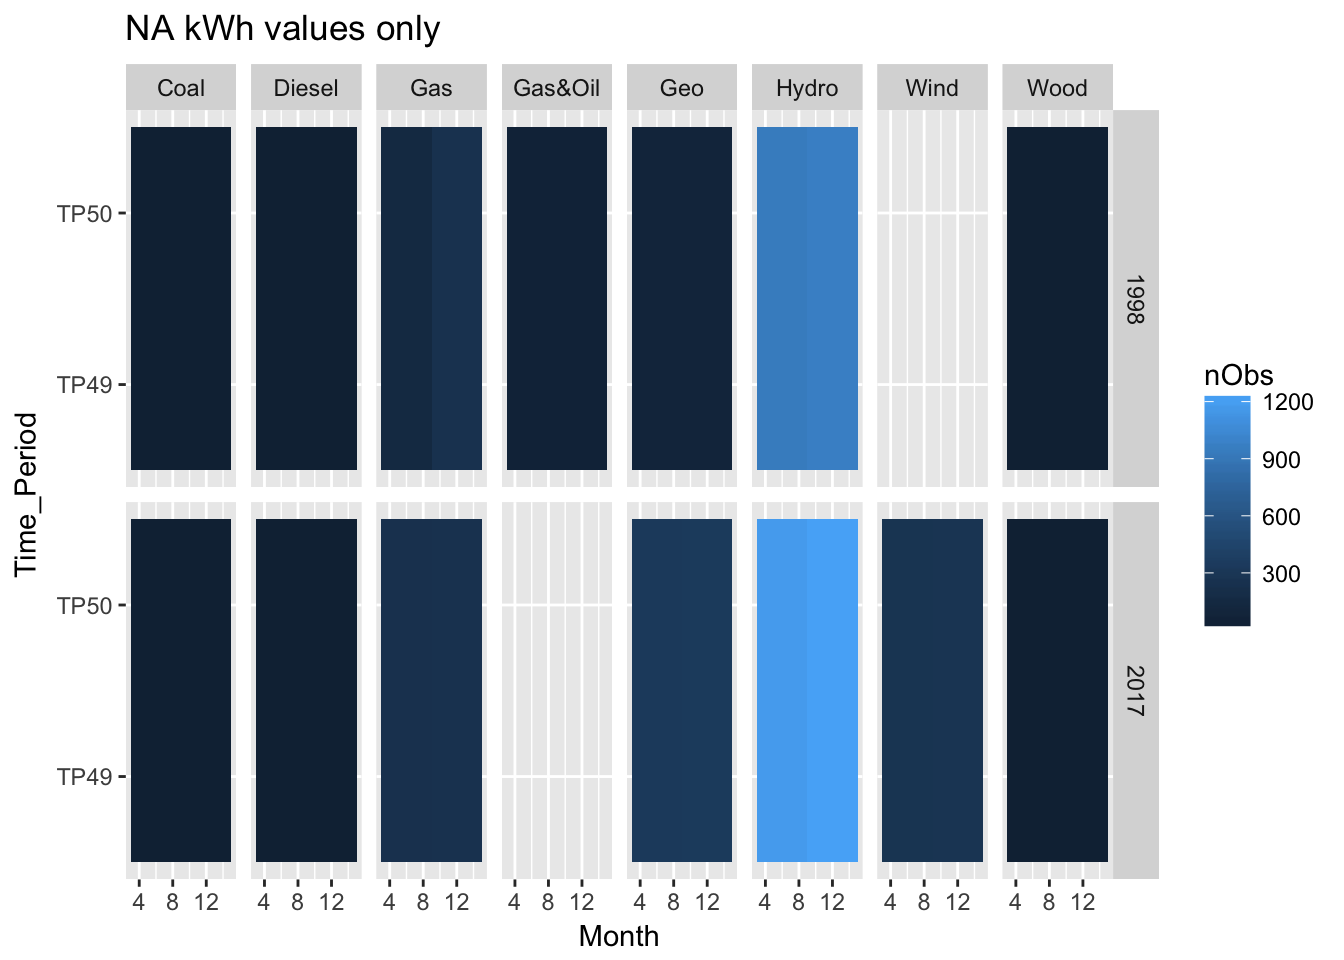 NA kWh values only
Coal Diesel Gas Gas&Oil Geo Hydro Wind Wood
TP50
TP49
1998
TP50
TP49
2017
4 8 12 4 8 12 4 8 12 4 8 12 4 8 12 4 8 12 4 8 12 4 8 12
Month
Time_Period
nObs
1200
900
600
300